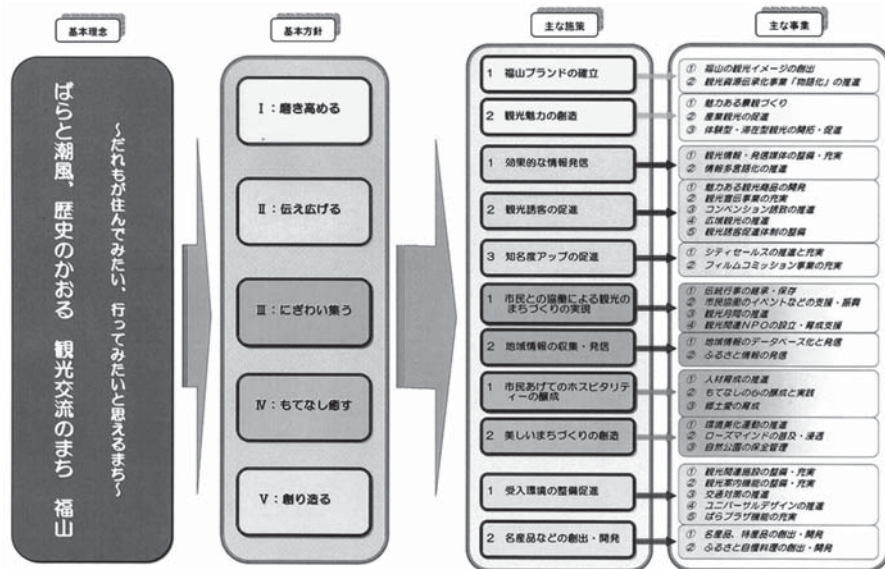 基本理念
基本方針
主な施策
主な事業
ばらと潮風、歴史のかおる　観光交流のまち　福山
～だれもが住んでみたい、行ってみたいと思えるまち～
Ⅰ：磨き高める
Ⅱ：伝え広げる
Ⅲ：にぎわい集う
Ⅳ：もてなし癒す
Ⅴ：創り造る
1 福山ブランドの確立
① 福山の観光イメージの創出
② 観光資源伝承化事業「物語化」の推進
2 観光魅力の創造
① 魅力ある景観づくり
② 産業観光の促進
③ 体験型・滞在型観光の開拓・促進
1 効果的な情報発信
① 観光情報・発信媒体の整備・充実
② 情報多言語化の推進
2 観光誘客の促進
① 魅力ある観光商品の開発
② 観光宣伝事業の充実
③ コンベンション誘致の推進
④ 広域観光の推進
⑤ 観光誘客促進体制の整備
3 知名度アップの促進
① シティセールスの推進と充実
② フィルムコミッション事業の充実
1 市民との協働による観光の
まちづくりの実現
① 伝統行事の継承・保存
② 市民協働のイベントなどの支援・振興
③ 観光月間の推進
④ 観光関連ＮＰＯの設立・育成支援
2 地域情報の収集・発信
① 地域情報のデータベース化と発信
② ふるさと情報の発信
1 市民あげてのホスピタリ
ティーの醸成
① 人材育成の推進
② もてなしの心の醸成と実践
③ 郷土愛の育成
2 美しいまちづくりの創造
① 環境美化運動の推進
② ローズマインドの普及・浸透
③ 自然公園の保全管理
1 受入環境の整備促進
① 観光関連施設の整備・充実
② 観光案内機能の整備・充実
③ 交通対策の推進
④ ユニバーサルデザインの推進
⑤ ばらプラザ機能の充実
2 名産品などの創出・開発
① 名産品、特産品の創出・開発
② ふるさと自慢料理の創出・開発